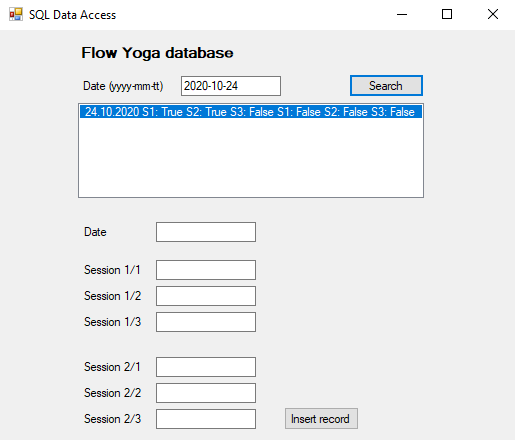 SQL Data Access
Flow Yoga database
Date (yyyy-mm-tt) 2020-10-24 Search
24.10.2020 S1: True S2: True S3: False S1: False S2: False S3: False
Date
Session 1/1
Session 1/2
Session 1/3
Session 2/1
Session 2/2
Session 2/3 Insert record